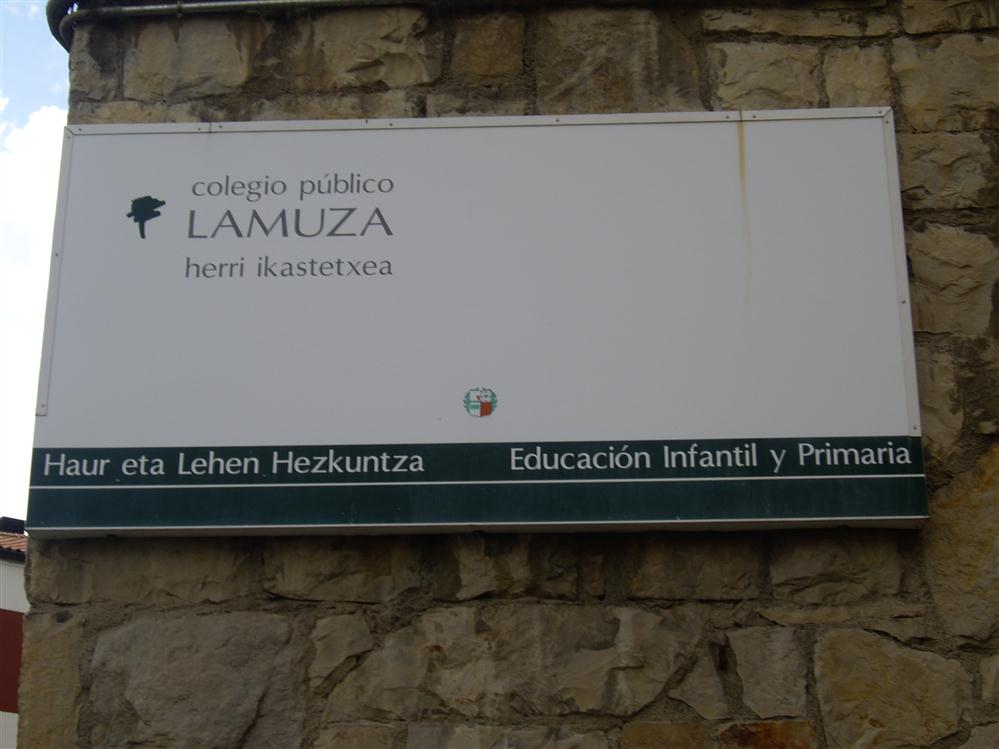 colegio público
LAMUZA
herri ikastetxea
Haur eta Lehen Hezkuntza
Educación Infantil y Primaria